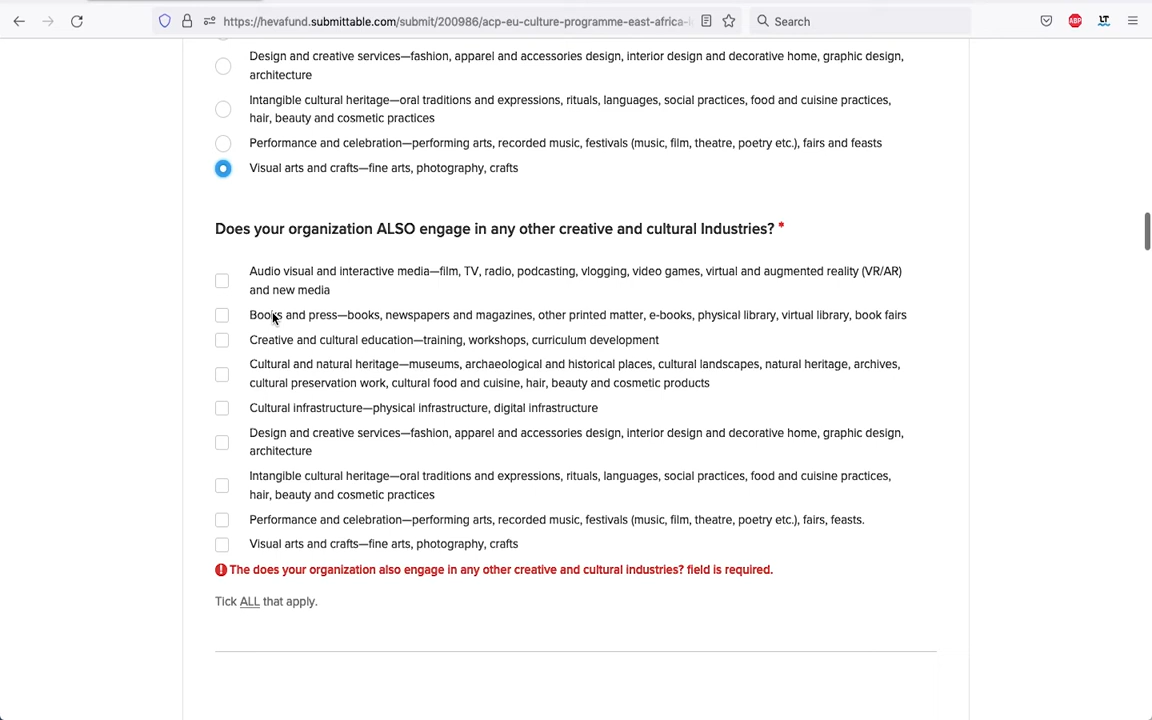 https://hevafund.submittable.com/submit/200986/acp-eu-culture-programme-east-africa-
Search
ABP
LT
Design and creative services—fashion, apparel and accessories design, interior design and decorative home, graphic design,
architecture
Intangible cultural heritage—oral traditions and expressions, rituals, languages, social practices, food and cuisine practices,
hair, beauty and cosmetic practices
Performance and celebration—performing arts, recorded music, festivals (music, film, theatre, poetry etc.), fairs and feasts
Visual arts and crafts—fine arts, photography, crafts
Does your organization ALSO engage in any other creative and cultural Industries? *
Audio visual and interactive media—film, TV, radio, podcasting, vlogging, video games, virtual and augmented reality (VR/AR)
and new media
Books and press—books, newspapers and magazines, other printed matter, e-books, physical library, virtual library, book fairs
Creative and cultural education—training, workshops, curriculum development
Cultural and natural heritage—museums, archaeological and historical places, cultural landscapes, natural heritage, archives,
cultural preservation work, cultural food and cuisine, hair, beauty and cosmetic products
Cultural infrastructure—physical infrastructure, digital infrastructure
Design and creative services—fashion, apparel and accessories design, interior design and decorative home, graphic design,
architecture
Intangible cultural heritage—oral traditions and expressions, rituals, languages, social practices, food and cuisine practices,
hair, beauty and cosmetic practices
Performance and celebration—performing arts, recorded music, festivals (music, film, theatre, poetry etc.), fairs, feasts.
Visual arts and crafts—fine arts, photography, crafts
The does your organization also engage in any other creative and cultural industries? field is required.
Tick ALL that apply.